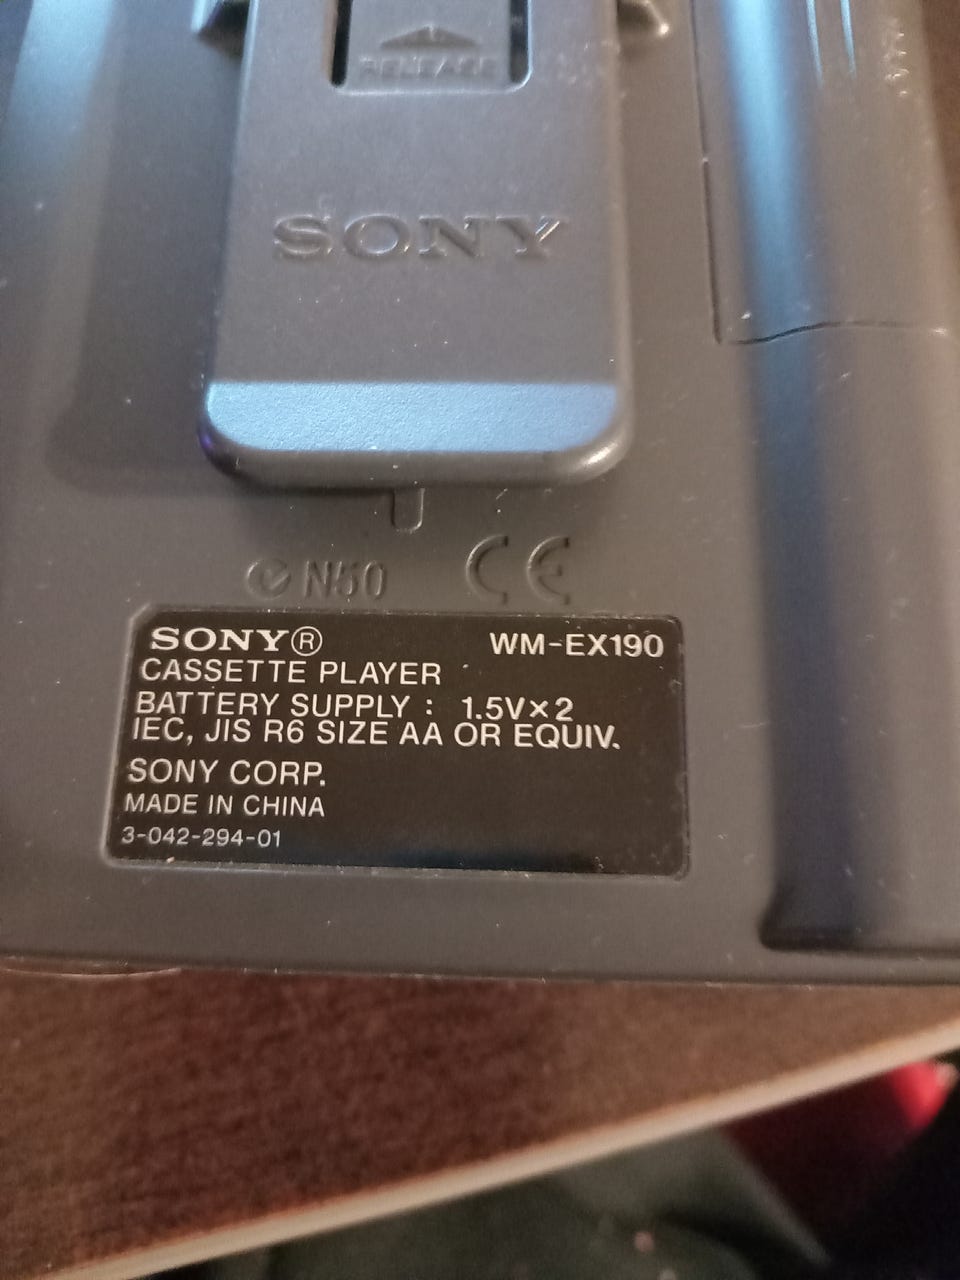 RELEASE
SONY
N50 CE
SONY® WM-EX190
CASSETTE PLAYER
BATTERY SUPPLY : 1.5V×2
IEC, JIS R6 SIZE AA OR EQUIV.
SONY CORP.
MADE IN CHINA
3-042-294-01